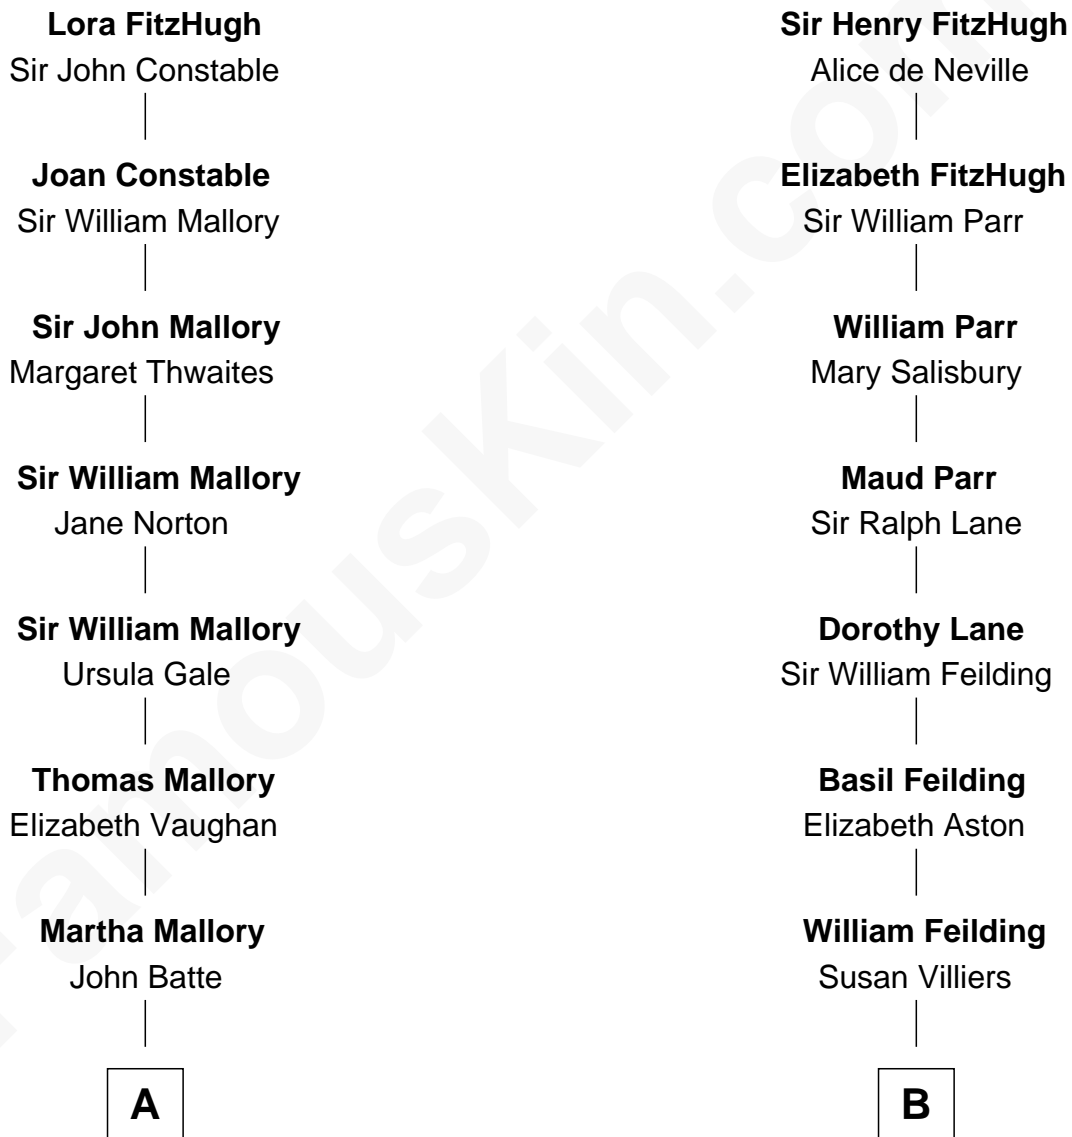 Lora FitzHugh
Sir John Constable
Joan Constable
Sir William Mallory
Sir John Mallory
Margaret Thwaites
Sir William Mallory
Jane Norton
Sir William Mallory
Ursula Gale
Thomas Mallory
Elizabeth Vaughan
Martha Mallory
John Batte
A
Sir Henry FitzHugh
Alice de Neville
Elizabeth FitzHugh
Sir William Parr
William Parr
Mary Salisbury
Maud Parr
Sir Ralph Lane
Dorothy Lane
Sir William Feilding
Basil Feilding
Elizabeth Aston
William Feilding
Susan Villiers
B
FamousKin.com